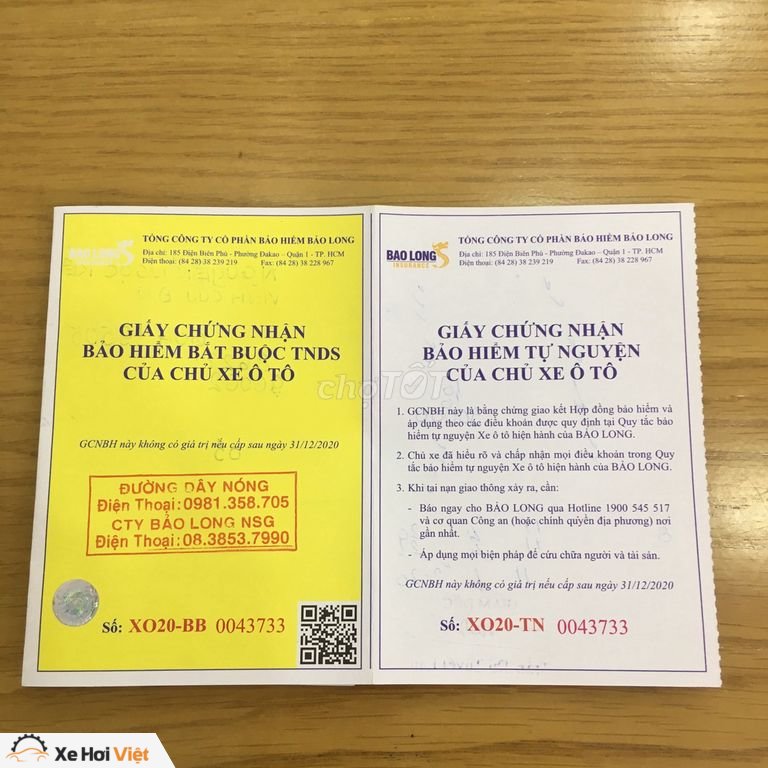 TỔNG CÔNG TY CỔ PHẦN BẢO HIỂM BẢO LONG
BAO LONG
Địa chỉ: 185 Điện Biên Phủ - Phường Đakao – Quận 1 - TP. HCM
Điện thoại: (84 28) 38 239 219 Fax: (84 28) 38 228 967
GIẤY CHỨNG NHẬN
BẢO HIỂM BẮT BUỘC TNDS
CỦA CHỦ XE Ô TÔ
GCNBH này không có giá trị nếu cấp sau ngày 31/12/2020
ĐƯỜNG DÂY NÓNG
Điện Thoại:0981.358.705
CTY BẢO LONG NSG
Điện Thoại:08.3853.7990
Số: XO20-BB 0043733
TỔNG CÔNG TY CỔ PHẦN BẢO HIỂM BẢO LONG
BAO LONG
INSURANCE
Địa chỉ: 185 Điện Biên Phủ - Phường Đakao – Quận 1 - TP. HCM
Điện thoại: (84 28) 38 239 219 Fax: (84 28) 38 228 967
GIẤY CHỨNG NHẬN
BẢO HIỂM TỰ NGUYỆN
CỦA CHỦ XE Ô TÔ
1. GCNBH này là bằng chứng giao kết Hợp đồng bảo hiểm và
áp dụng theo các điều khoản được quy định tại Quy tắc bảo
hiểm tự nguyện Xe ô tô hiện hành của BẢO LONG.
2. Chủ xe đã hiểu rõ và chấp nhận mọi điều khoản trong Quy
tắc bảo hiểm tự nguyện Xe ô tô hiện hành của BẢO LONG.
3. Khi tai nạn giao thông xảy ra, cần:
- Báo ngay cho BẢO LONG qua Hotline 1900 545 517
và cơ quan Công an (hoặc chính quyền địa phương) nơi
gần nhất.
- Áp dụng mọi biện pháp để cứu chữa người và tài sản.
GCNBH này không có giá trị nếu cấp sau ngày 31/12/2020
Số: XO20-TN 0043733
chợTỐT
Xe Hơi Việt